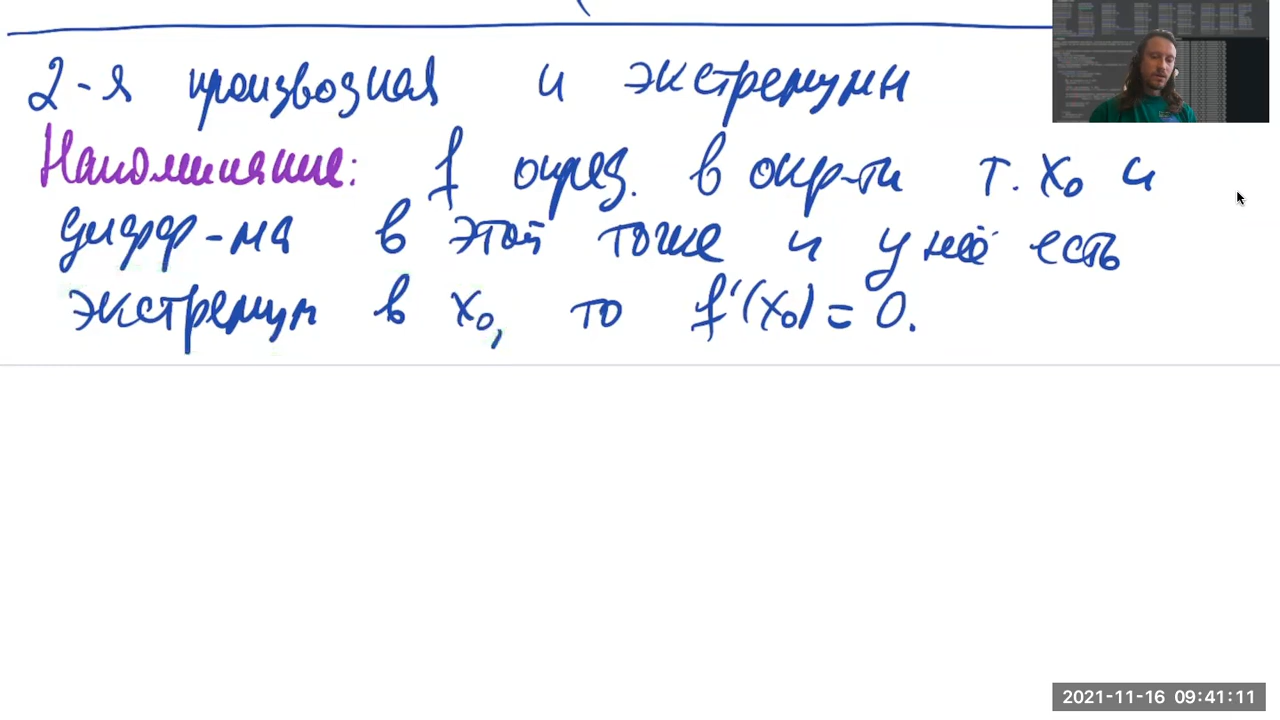 2-я производная и экстремумы
Напоминание: f опред. в окр-ти т. x₀ и
дифф-ма в этой точке и у неё есть
экстремум в x₀, то f'(x₀) = 0.
2021-11-16 09:41:11